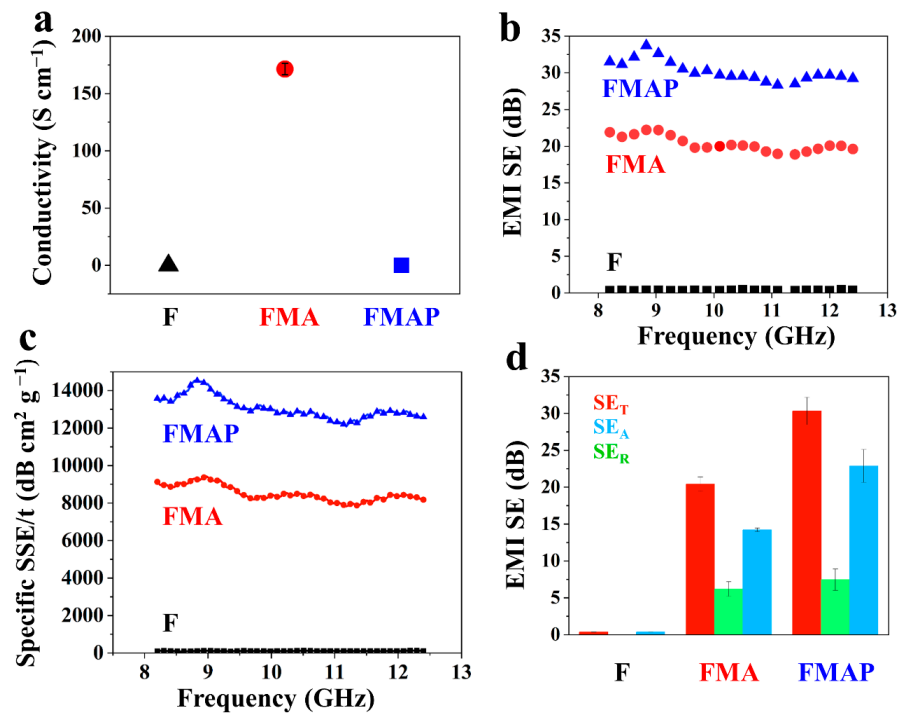 a
Conductivity (S cm⁻¹)
200
150
100
50
0
F
FMA
FMAP
b
EMI SE (dB)
35
30
25
20
15
10
5
0
FMAP
FMA
F
8 9 10 11 12 13
Frequency (GHz)
c
Specific SSE/t (dB cm² g⁻¹)
14000
12000
10000
8000
6000
4000
2000
0
FMAP
FMA
F
8 9 10 11 12 13
Frequency (GHz)
d
EMI SE (dB)
35
30
25
20
15
10
5
0
SE_T
SE_A
SE_R
F
FMA
FMAP